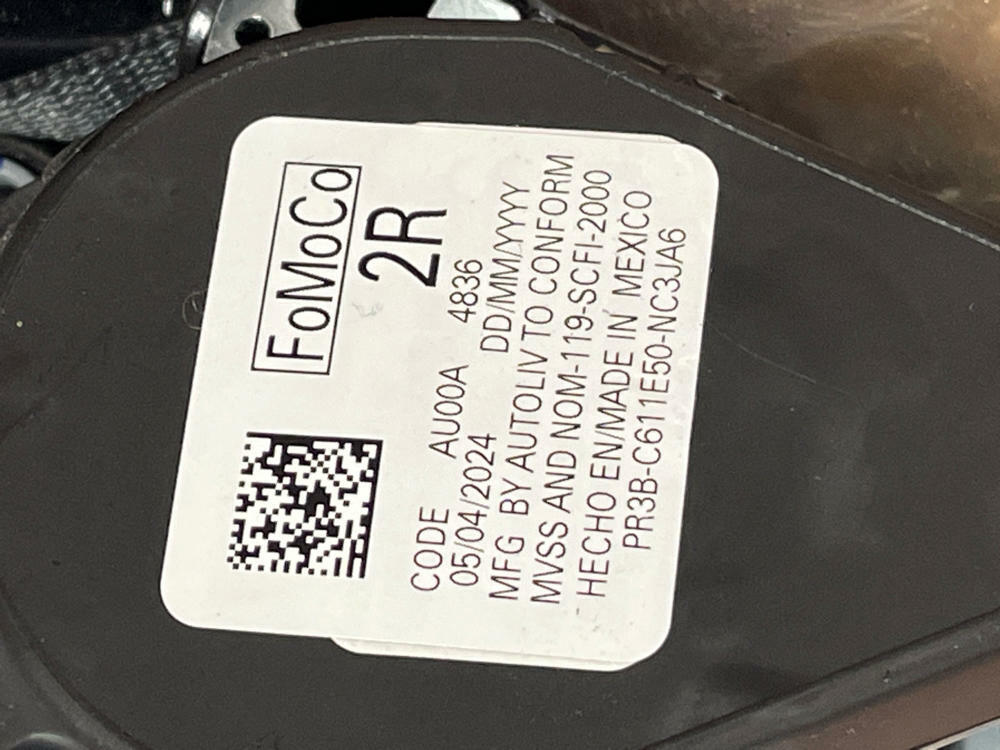 FoMoCo
2R
CODE AU00A 4836
05/04/2024 DD/MM/YYYY
MFG BY AUTOLIV TO CONFORM
MVSS AND NOM-119-SCFI-2000
HECHO EN/MADE IN MEXICO
PR3B-C611E50-NC3JA6